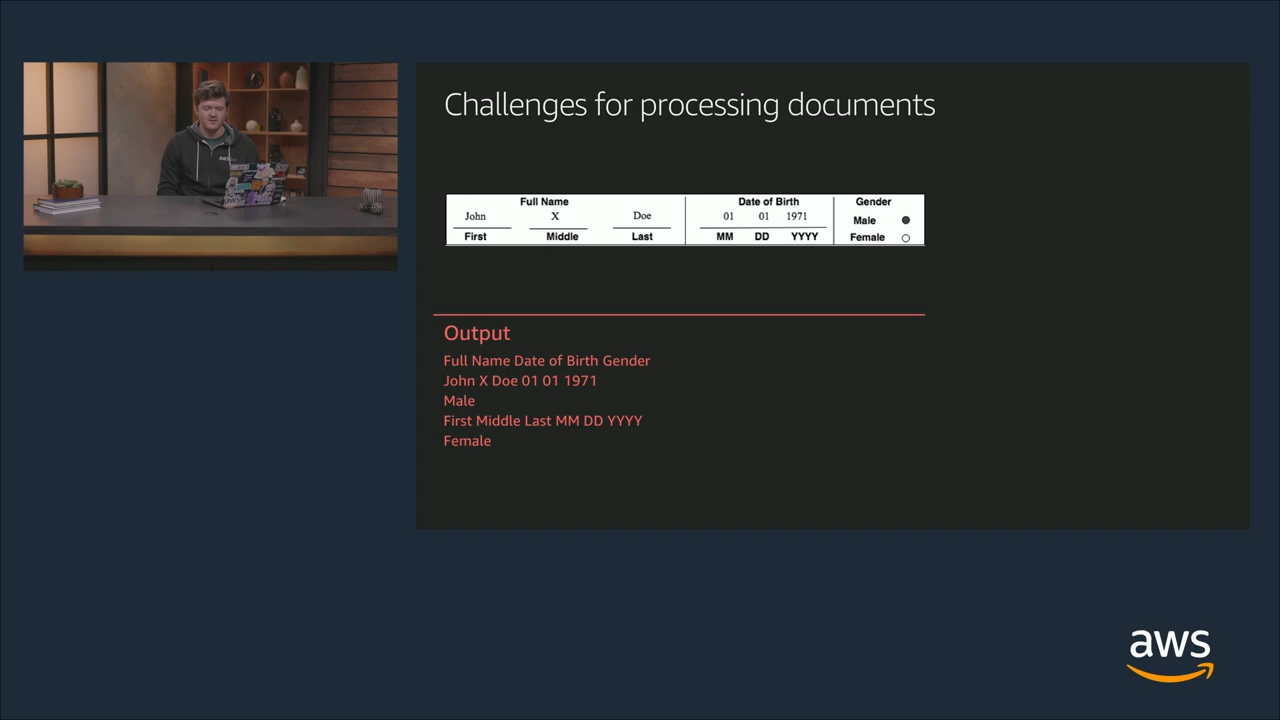 Challenges for processing documents
Full Name Date of Birth Gender
John X Doe 01 01 1971 Male
First Middle Last MM DD YYYY Female
Output
Full Name Date of Birth Gender
John X Doe 01 01 1971
Male
First Middle Last MM DD YYYY
Female
aws